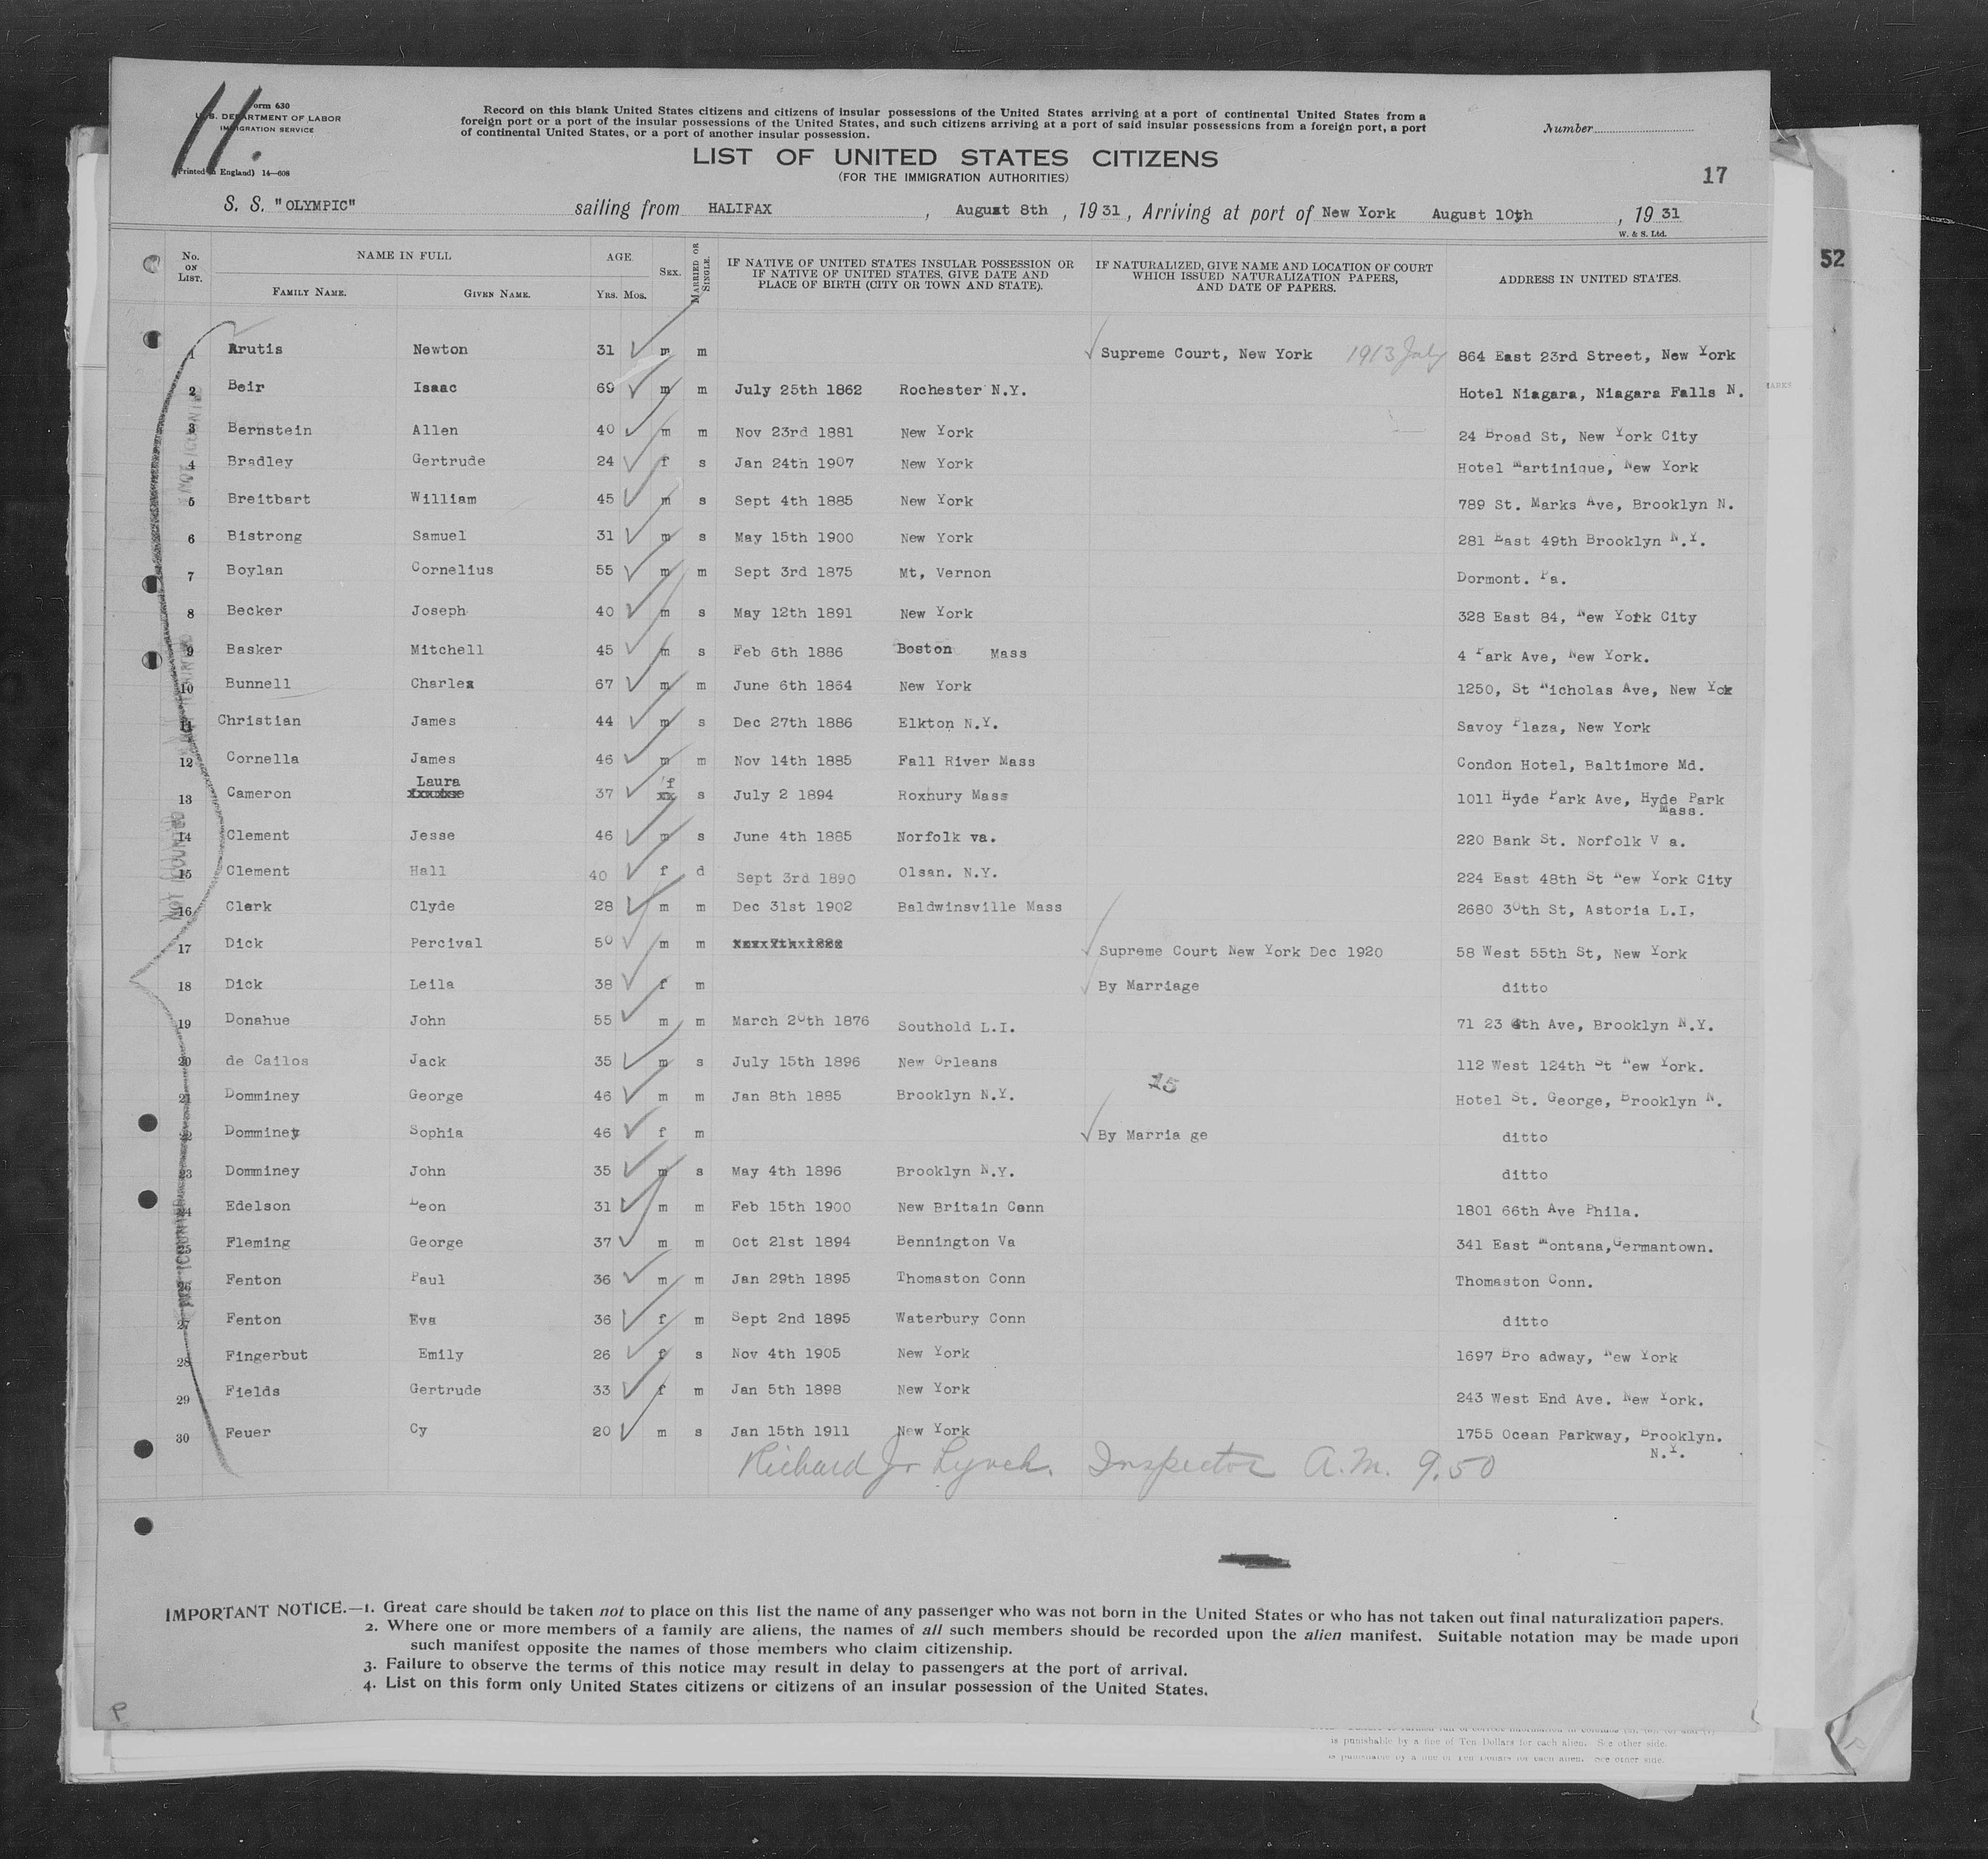 11.
Form 630
U. S. DEPARTMENT OF LABOR
IMMIGRATION SERVICE
(Printed in England) 14—608
Record on this blank United States citizens and citizens of insular possessions of the United States arriving at a port of continental United States from a
foreign port or a port of the insular possessions of the United States, and such citizens arriving at a port of said insular possessions from a foreign port, a port
of continental United States, or a port of another insular possession.
Number
LIST OF UNITED STATES CITIZENS
(FOR THE IMMIGRATION AUTHORITIES)
17
S. S. "OLYMPIC" sailing from HALIFAX, August 8th, 1931, Arriving at port of New York August 10th, 1931
W. & S. Ltd.
52
No. ON LIST. NAME IN FULL FAMILY NAME. GIVEN NAME. AGE. YRS. MOS. SEX. MARRIED OR SINGLE. IF NATIVE OF UNITED STATES INSULAR POSSESSION OR IF NATIVE OF UNITED STATES, GIVE DATE AND PLACE OF BIRTH (CITY OR TOWN AND STATE). IF NATURALIZED, GIVE NAME AND LOCATION OF COURT WHICH ISSUED NATURALIZATION PAPERS, AND DATE OF PAPERS. ADDRESS IN UNITED STATES.
1 Arutis Newton 31 m m Supreme Court, New York 1913 July 864 East 23rd Street, New York
2 Beir Isaac 69 m m July 25th 1862 Rochester N.Y. Hotel Niagara, Niagara Falls N.
3 Bernstein Allen 40 m m Nov 23rd 1881 New York 24 Broad St, New York City
4 Bradley Gertrude 24 f s Jan 24th 1907 New York Hotel Martinique, New York
5 Breitbart William 45 m s Sept 4th 1885 New York 789 St. Marks Ave, Brooklyn N.
6 Bistrong Samuel 31 m s May 15th 1900 New York 281 East 49th Brooklyn N.Y.
7 Boylan Cornelius 55 m m Sept 3rd 1875 Mt, Vernon Dormont. Pa.
8 Becker Joseph 40 m s May 12th 1891 New York 328 East 84, New York City
9 Basker Mitchell 45 m s Feb 6th 1886 Boston Mass 4 Park Ave, New York.
10 Bunnell Charles 67 m m June 6th 1864 New York 1250, St Nicholas Ave, New Yok
11 Christian James 44 m s Dec 27th 1886 Elkton N.Y. Savoy Plaza, New York
12 Cornella James 46 m m Nov 14th 1885 Fall River Mass Condon Hotel, Baltimore Md.
13 Cameron Laura 37 f s July 2 1894 Roxbury Mass 1011 Hyde Park Ave, Hyde Park
Mass.
14 Clement Jesse 46 m s June 4th 1885 Norfolk va. 220 Bank St. Norfolk V a.
15 Clement Hall 40 f d Sept 3rd 1890 Olsan. N.Y. 224 East 48th St New York City
16 Clark Clyde 28 m m Dec 31st 1902 Baldwinsville Mass 2680 30th St, Astoria L.I.
17 Dick Percival 50 m m Supreme Court New York Dec 1920 58 West 55th St, New York
18 Dick Leila 38 f m By Marriage ditto
19 Donahue John 55 m m March 20th 1876 Southold L.I. 71 23 4th Ave, Brooklyn N.Y.
20 de Cailos Jack 35 m s July 15th 1896 New Orleans 112 West 124th St New York.
15
21 Domminey George 46 m m Jan 8th 1885 Brooklyn N.Y. Hotel St. George, Brooklyn N.
22 Domminey Sophia 46 f m By Marria ge ditto
23 Domminey John 35 m s May 4th 1896 Brooklyn N.Y. ditto
24 Edelson Leon 31 m m Feb 15th 1900 New Britain Conn 1801 66th Ave Phila.
25 Fleming George 37 m m Oct 21st 1894 Bennington Va 341 East Montana, Germantown.
26 Fenton Paul 36 m m Jan 29th 1895 Thomaston Conn Thomaston Conn.
27 Fenton Eva 36 f m Sept 2nd 1895 Waterbury Conn ditto
28 Fingerbut Emily 26 f s Nov 4th 1905 New York 1697 Bro adway, New York
29 Fields Gertrude 33 f m Jan 5th 1898 New York 243 West End Ave. New York.
30 Feuer Cy 20 m s Jan 15th 1911 New York 1755 Ocean Parkway, Brooklyn.
N.Y.
Richard Jr Lynch. Inspector A.M. 9.50
IMPORTANT NOTICE.—1. Great care should be taken not to place on this list the name of any passenger who was not born in the United States or who has not taken out final naturalization papers.
2. Where one or more members of a family are aliens, the names of all such members should be recorded upon the alien manifest. Suitable notation may be made upon
such manifest opposite the names of those members who claim citizenship.
3. Failure to observe the terms of this notice may result in delay to passengers at the port of arrival.
4. List on this form only United States citizens or citizens of an insular possession of the United States.
P
is punishable by a fine of Ten Dollars for each alien. See other side.
is punishable by a fine of Ten Dollars for each alien. See other side.